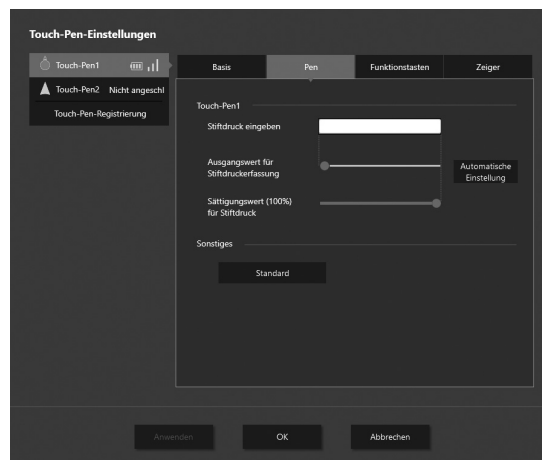 Touch-Pen-Einstellungen
Touch-Pen1
Touch-Pen2 Nicht angeschl
Touch-Pen-Registrierung
Basis
Pen
Funktionstasten
Zeiger
Touch-Pen1
Stiftdruck eingeben
Ausgangswert für
Stiftdruckerfassung
Automatische
Einstellung
Sättigungswert (100%)
für Stiftdruck
Sonstiges
Standard
Anwenden
OK
Abbrechen